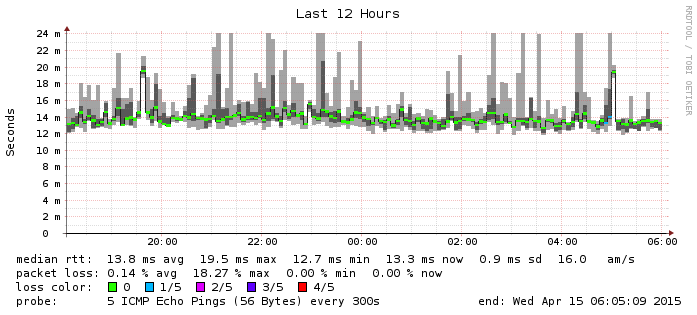 Last 12 Hours
RRDTOOL / TOBI OETIKER
Seconds
24 m
22 m
20 m
18 m
16 m
14 m
12 m
10 m
8 m
6 m
4 m
2 m
0
20:00 22:00 00:00 02:00 04:00 06:00
median rtt: 13.8 ms avg 19.5 ms max 12.7 ms min 13.3 ms now 0.9 ms sd 16.0 am/s
packet loss: 0.14 % avg 18.27 % max 0.00 % min 0.00 % now
loss color: 0 1/5 2/5 3/5 4/5
probe: 5 ICMP Echo Pings (56 Bytes) every 300s end: Wed Apr 15 06:05:09 2015